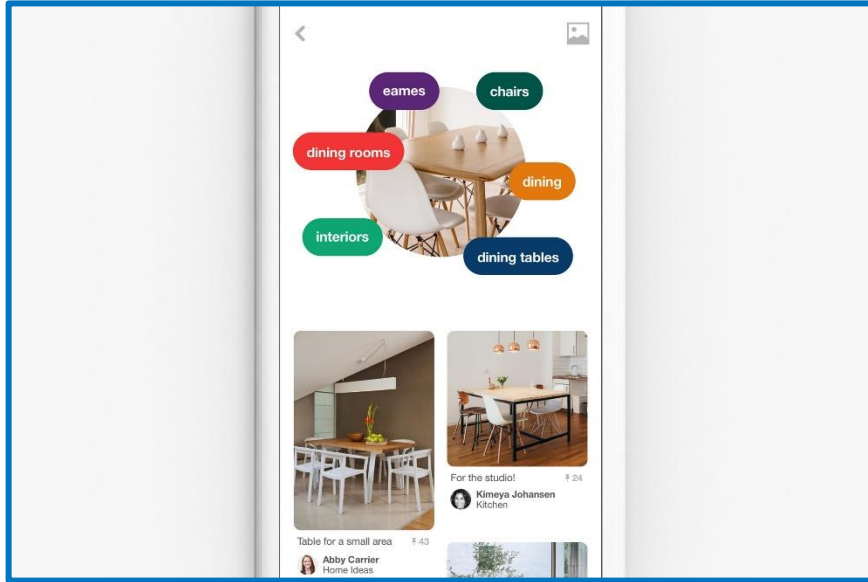 eames
chairs
dining rooms
dining
interiors
dining tables
For the studio!
24
Kimeya Johansen
Kitchen
Table for a small area
43
Abby Carrier
Home Ideas